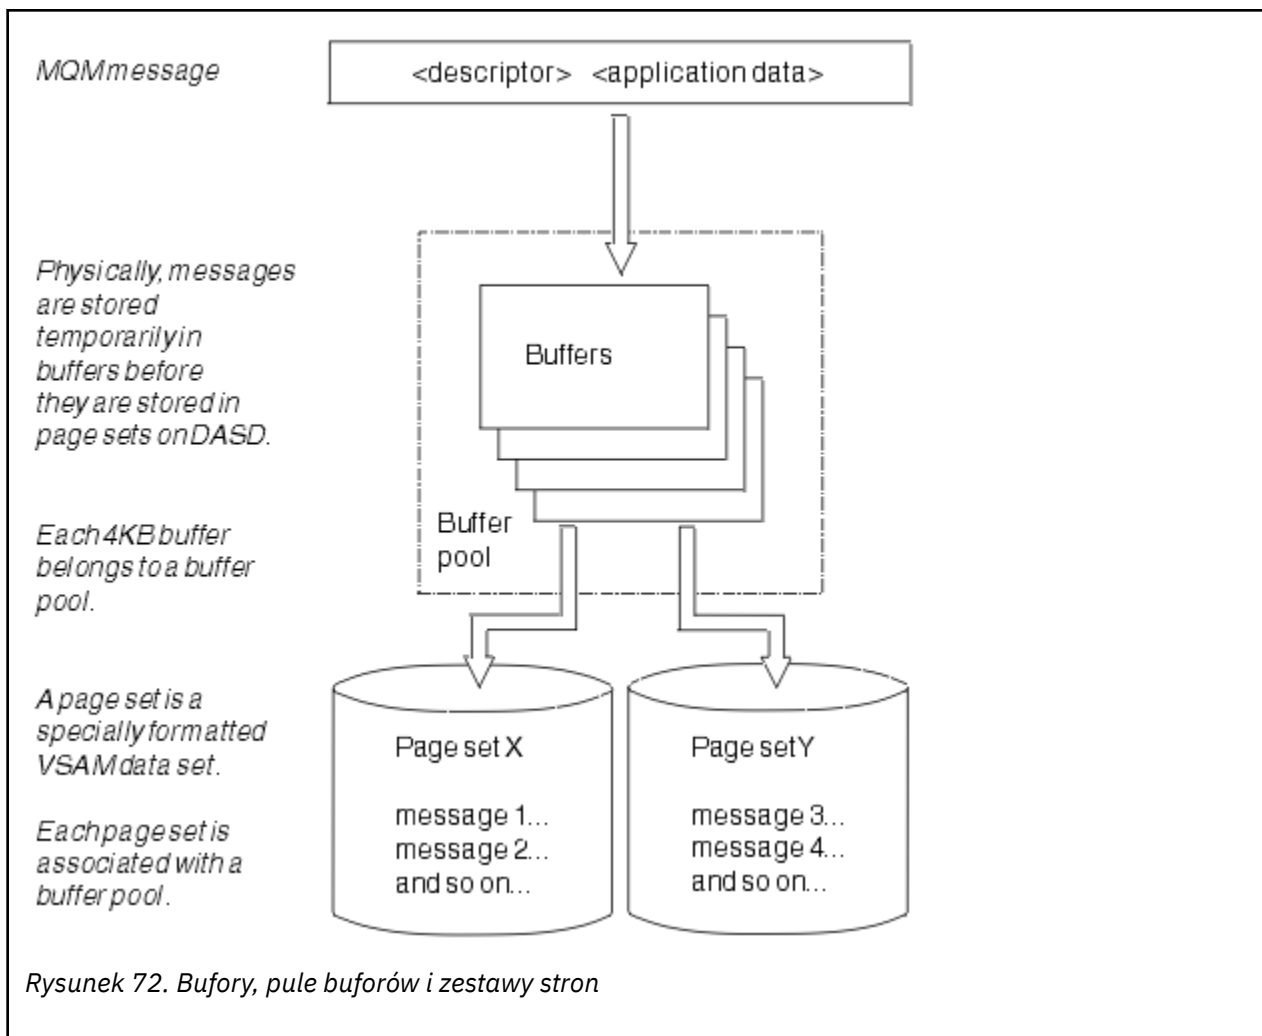 MQM message
<descriptor> <application data>
Physically, messages
are stored
temporarily in
buffers before
they are stored in
page sets on DASD.
Buffers
Each 4KB buffer
belongs to a buffer
pool.
Buffer
pool
A page set is a
specially formatted
VSAM data set.
Each page set is
associated with a
buffer pool.
Page set X
message 1...
message 2...
and so on...
Page set Y
message 3...
message 4...
and so on...
Rysunek 72. Bufory, pule buforów i zestawy stron